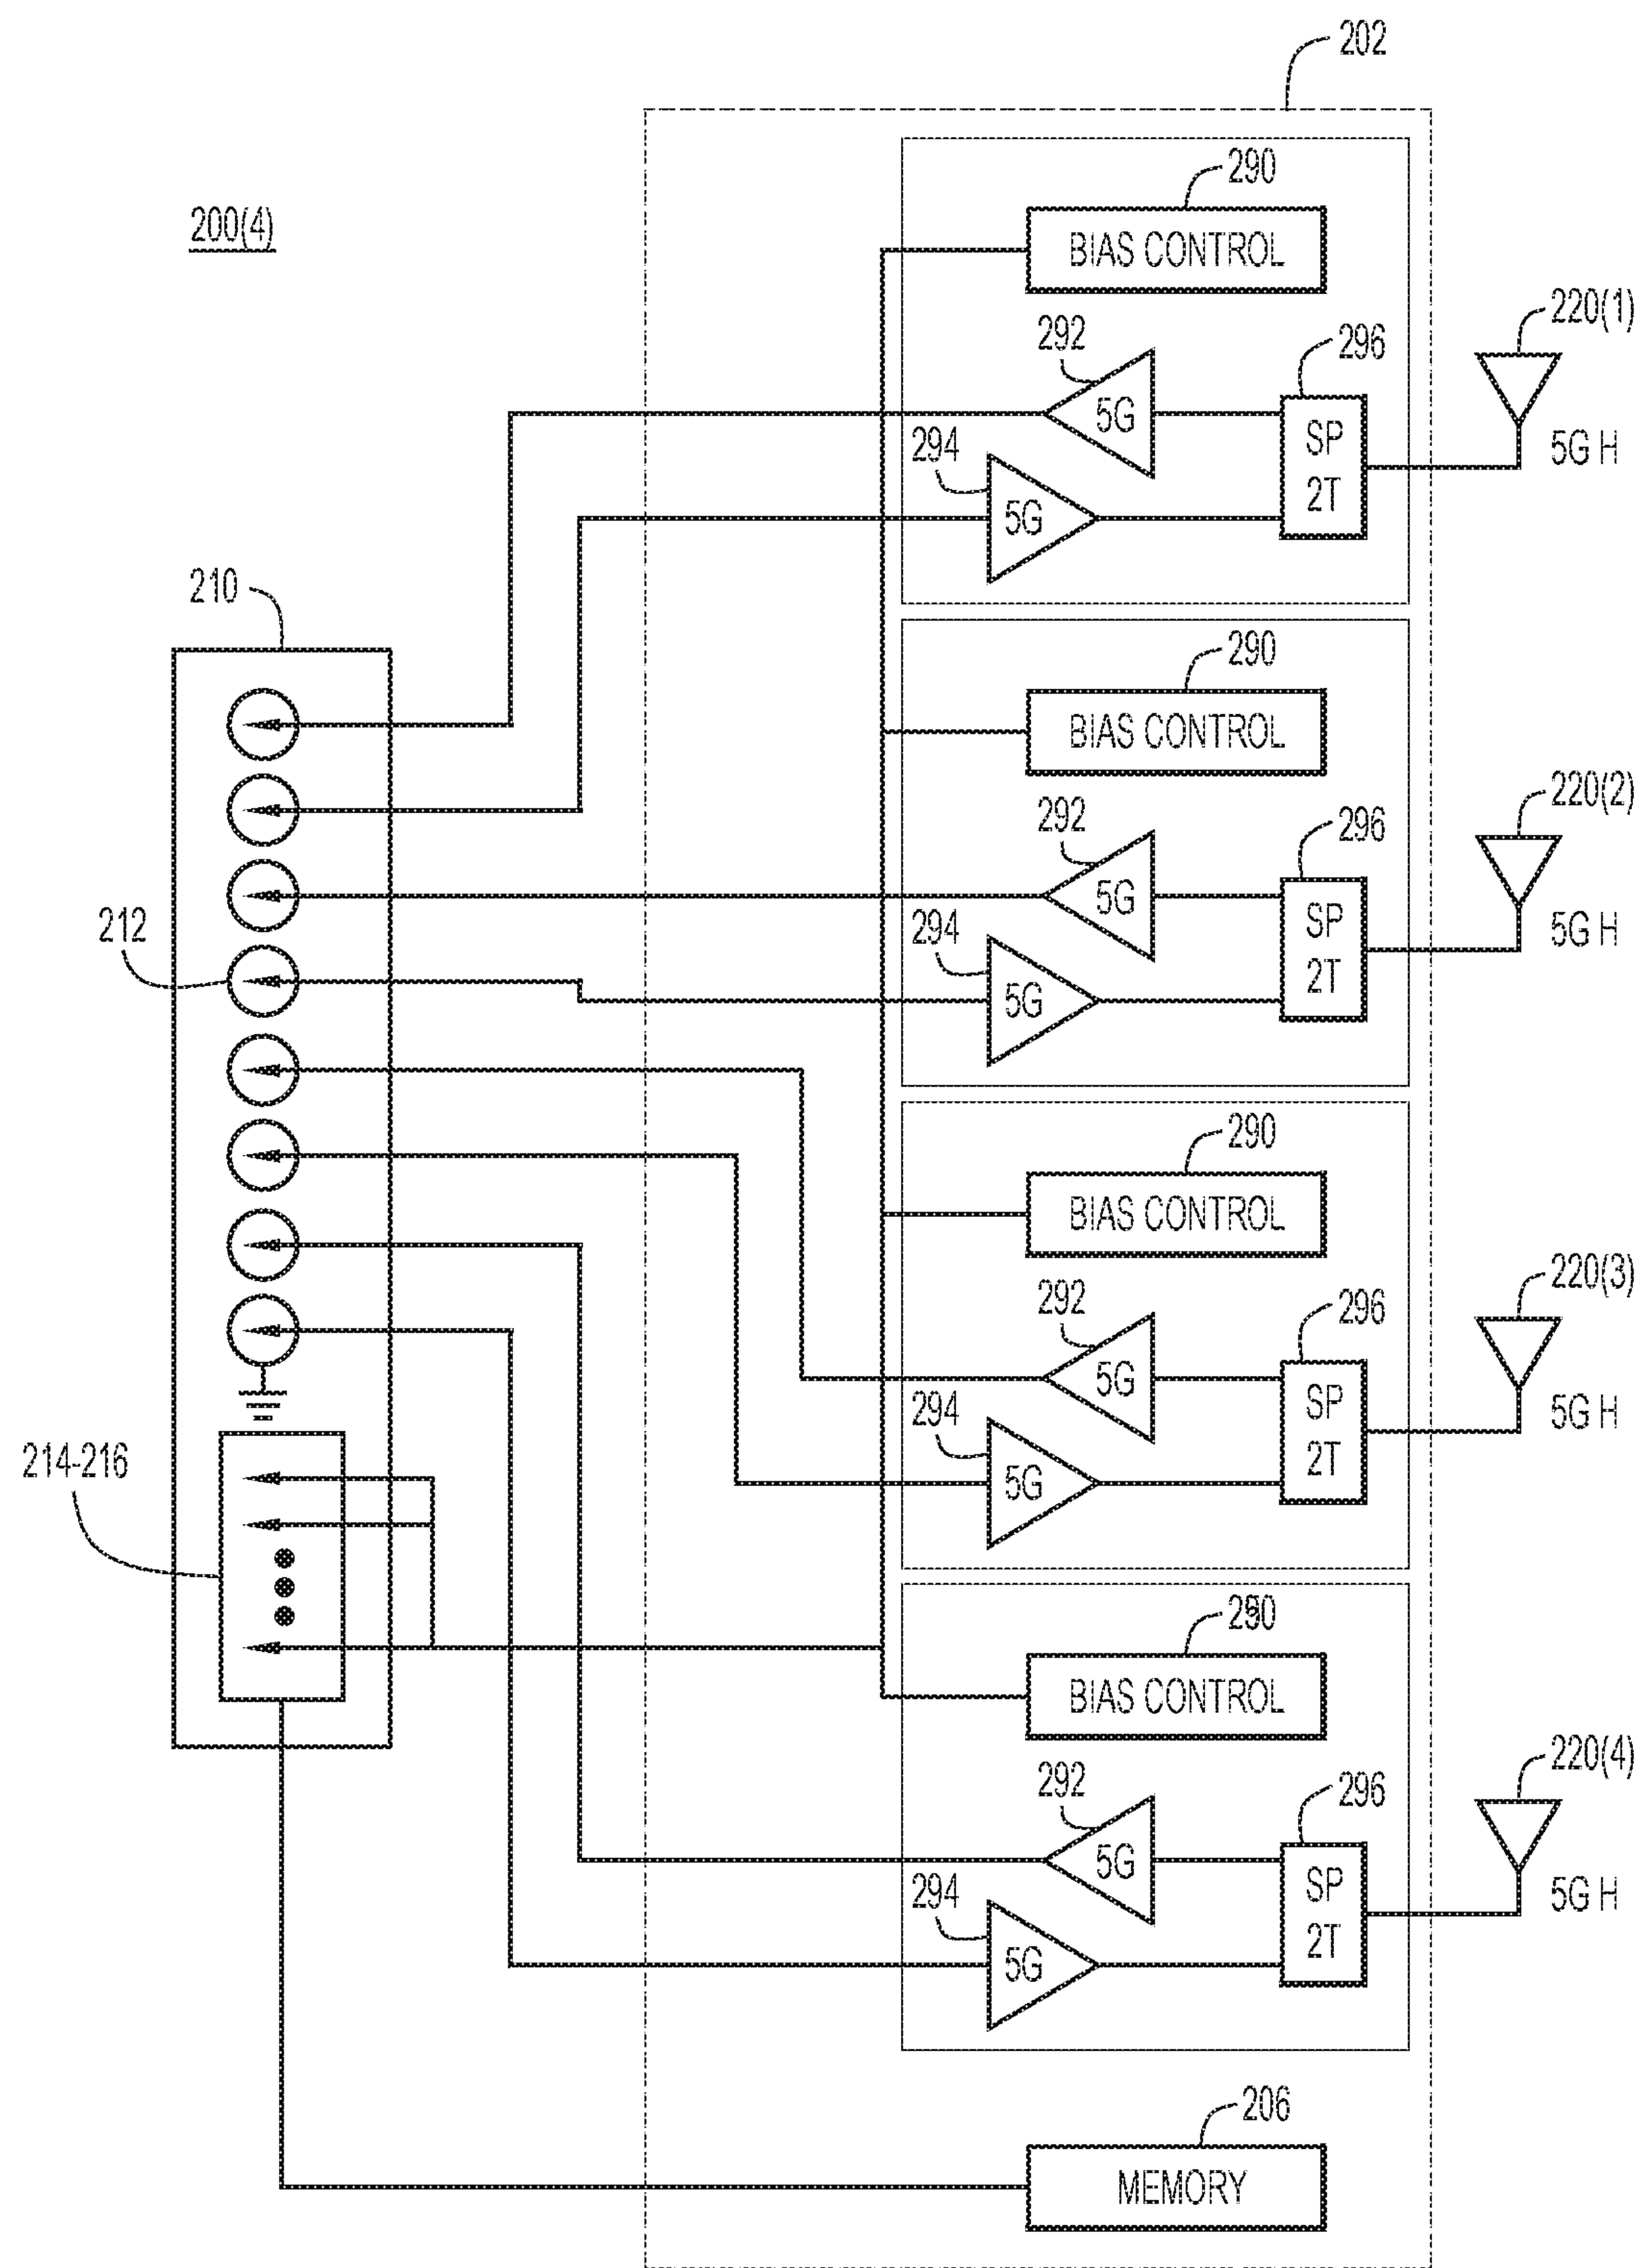 202
200(4)
290
BIAS CONTROL
292
5G
294
5G
296
SP
2T
220(1)
5G H
210
290
BIAS CONTROL
292
5G
294
5G
296
SP
2T
220(2)
5G H
212
290
BIAS CONTROL
292
5G
294
5G
296
SP
2T
220(3)
5G H
214-216
BIAS CONTROL
292
5G
294
5G
296
SP
2T
220(4)
5G H
206
MEMORY